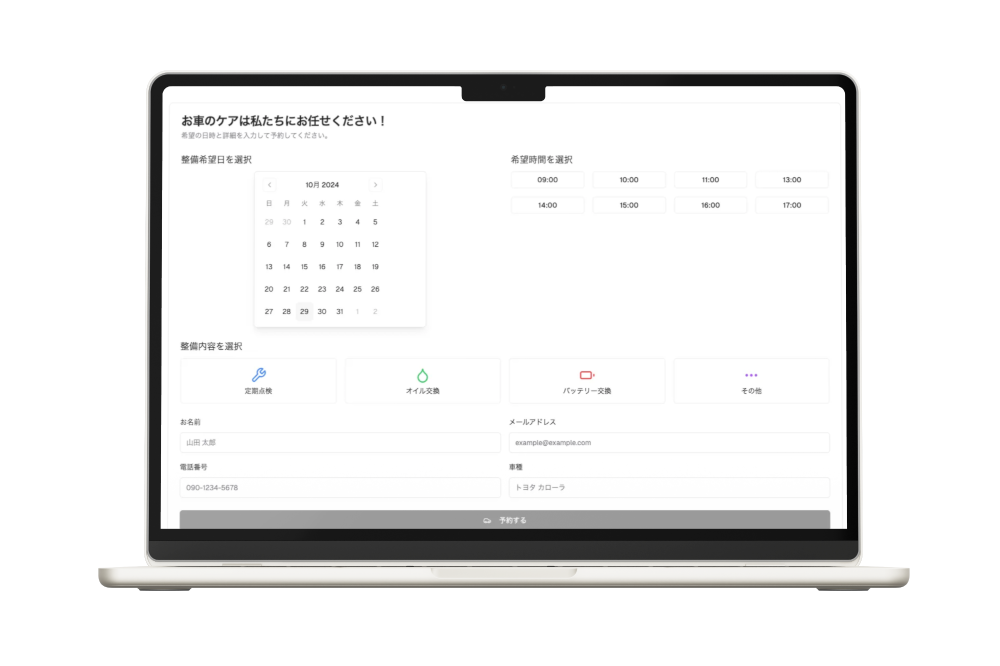 お車のケアは私たちにお任せください！
希望の日時と詳細を入力して予約してください。
整備希望日を選択
10月 2024
日 月 火 水 木 金 土
29 30 1 2 3 4 5
6 7 8 9 10 11 12
13 14 15 16 17 18 19
20 21 22 23 24 25 26
27 28 29 30 31 1 2
希望時間を選択
09:00 10:00 11:00 13:00
14:00 15:00 16:00 17:00
整備内容を選択
定期点検 オイル交換 バッテリー交換 その他
お名前
山田 太郎
メールアドレス
example@example.com
電話番号
090-1234-5678
車種
トヨタ カローラ
予約する